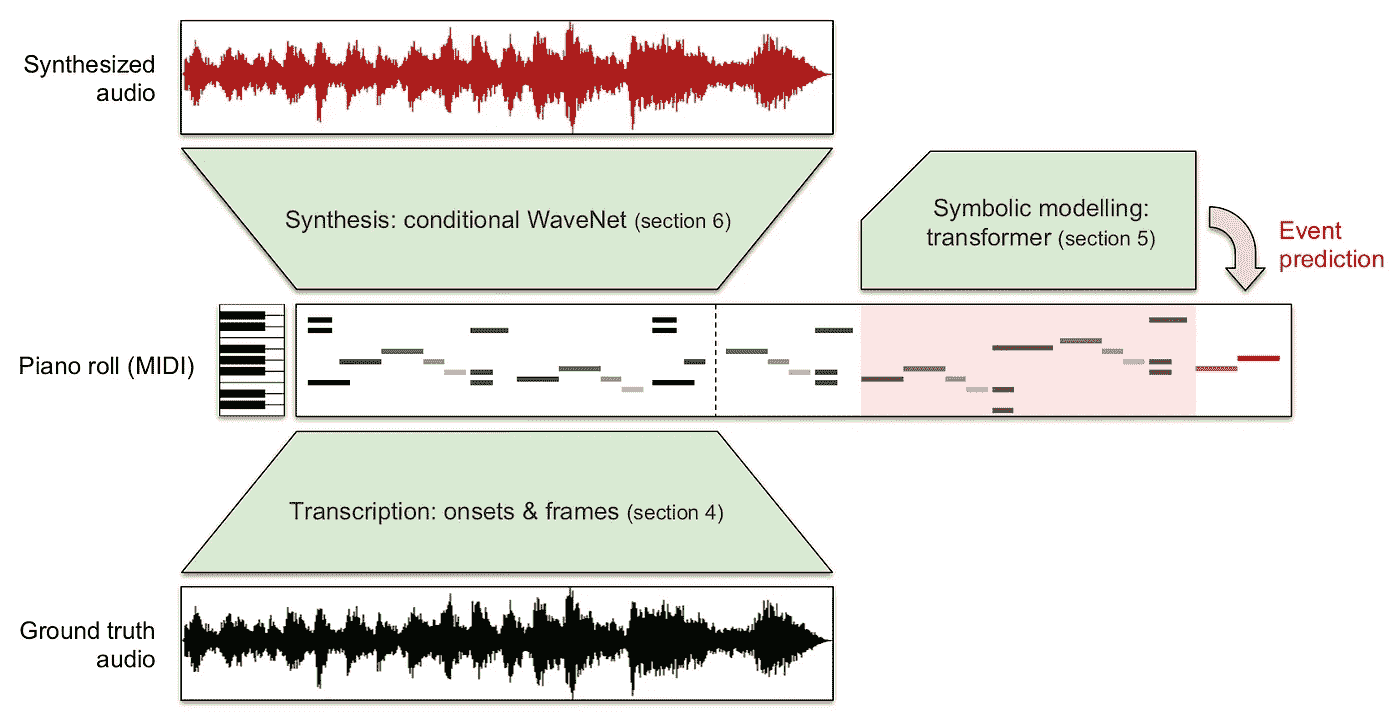 Synthesized
audio
Synthesis: conditional WaveNet (section 6)
Symbolic modelling:
transformer (section 5)
Event
prediction
Piano roll (MIDI)
Transcription: onsets & frames (section 4)
Ground truth
audio